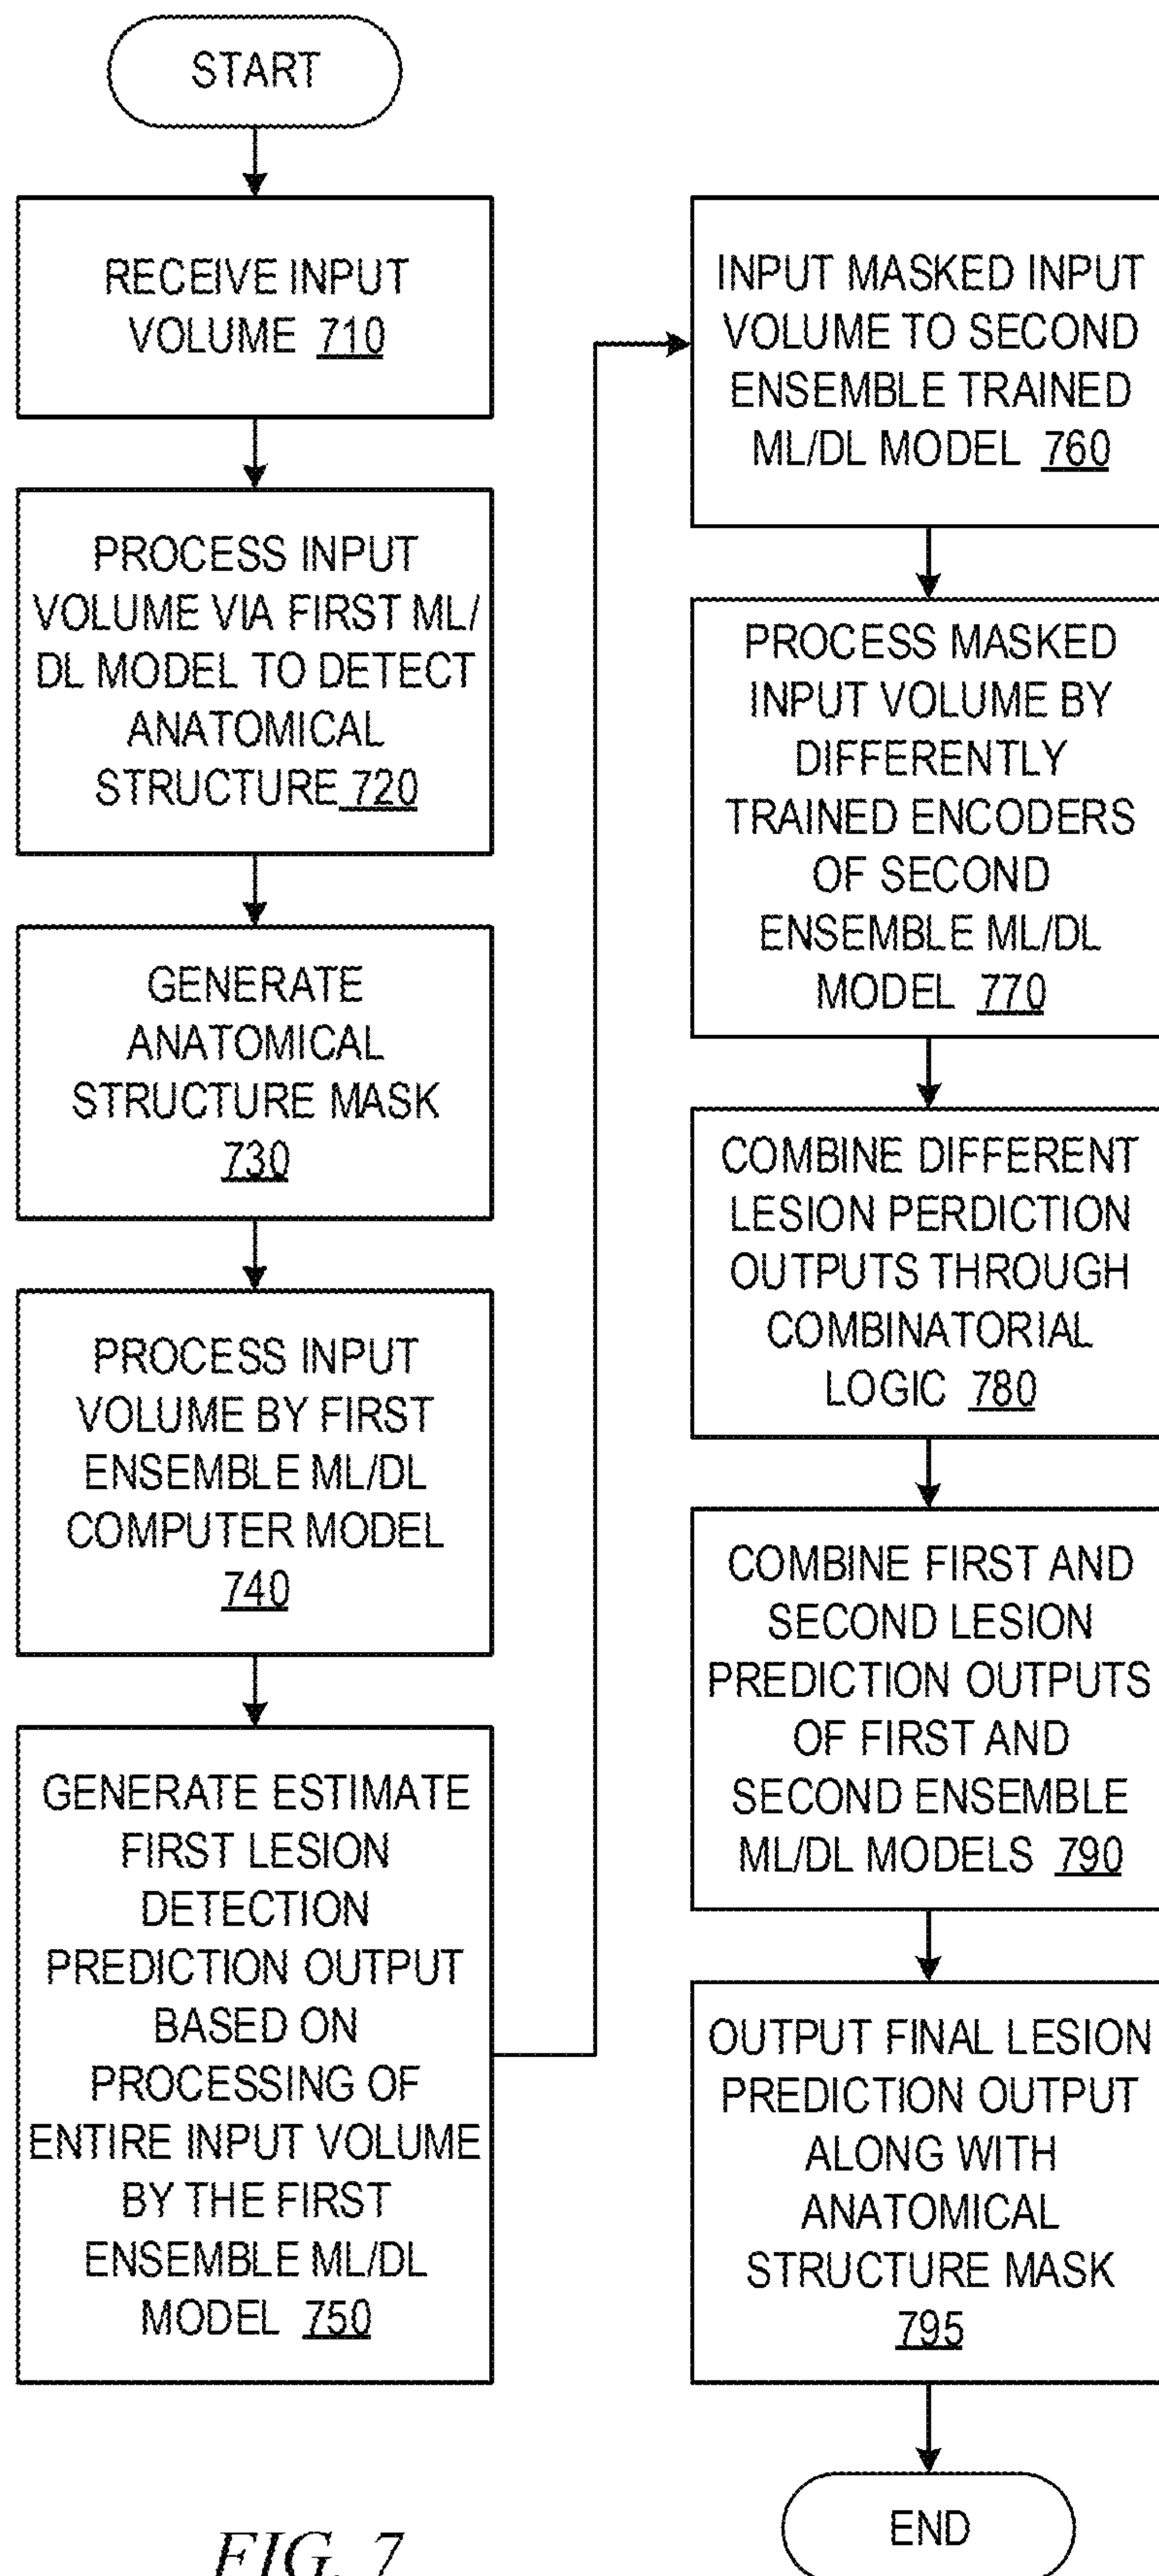 START
RECEIVE INPUT
VOLUME 710
PROCESS INPUT
VOLUME VIA FIRST ML/
DL MODEL TO DETECT
ANATOMICAL
STRUCTURE 720
GENERATE
ANATOMICAL
STRUCTURE MASK
730
PROCESS INPUT
VOLUME BY FIRST
ENSEMBLE ML/DL
COMPUTER MODEL
740
GENERATE ESTIMATE
FIRST LESION
DETECTION
PREDICTION OUTPUT
BASED ON
PROCESSING OF
ENTIRE INPUT VOLUME
BY THE FIRST
ENSEMBLE ML/DL
MODEL 750
INPUT MASKED INPUT
VOLUME TO SECOND
ENSEMBLE TRAINED
ML/DL MODEL 760
PROCESS MASKED
INPUT VOLUME BY
DIFFERENTLY
TRAINED ENCODERS
OF SECOND
ENSEMBLE ML/DL
MODEL 770
COMBINE DIFFERENT
LESION PERDICTION
OUTPUTS THROUGH
COMBINATORIAL
LOGIC 780
COMBINE FIRST AND
SECOND LESION
PREDICTION OUTPUTS
OF FIRST AND
SECOND ENSEMBLE
ML/DL MODELS 790
OUTPUT FINAL LESION
PREDICTION OUTPUT
ALONG WITH
ANATOMICAL
STRUCTURE MASK
795
END
FIG. 7